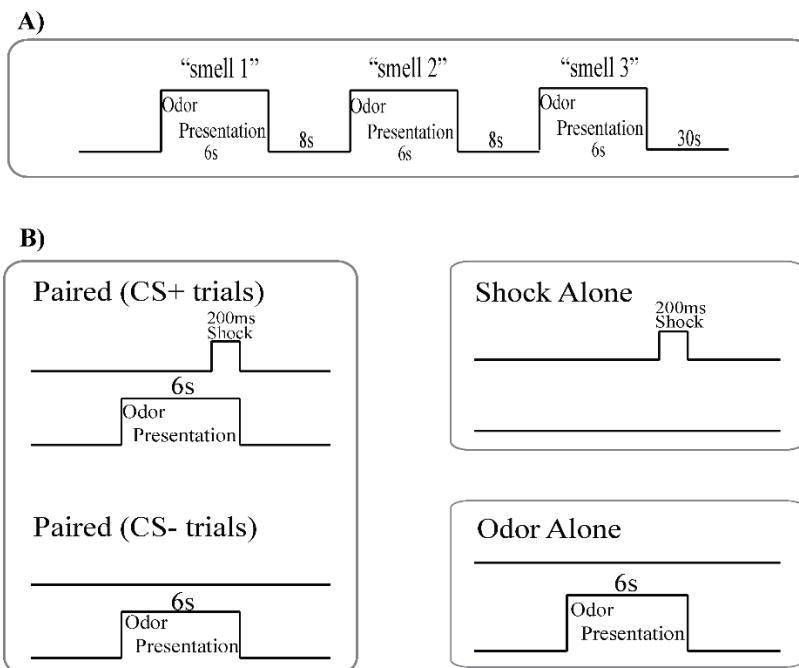 A)
“smell 1” “smell 2” “smell 3”
Odor Odor Odor
Presentation Presentation Presentation
6s 8s 6s 8s 6s 30s
B)
Paired (CS+ trials)
200ms
Shock
6s
Odor
Presentation
Paired (CS- trials)
6s
Odor
Presentation
Shock Alone
200ms
Shock
Odor Alone
6s
Odor
Presentation